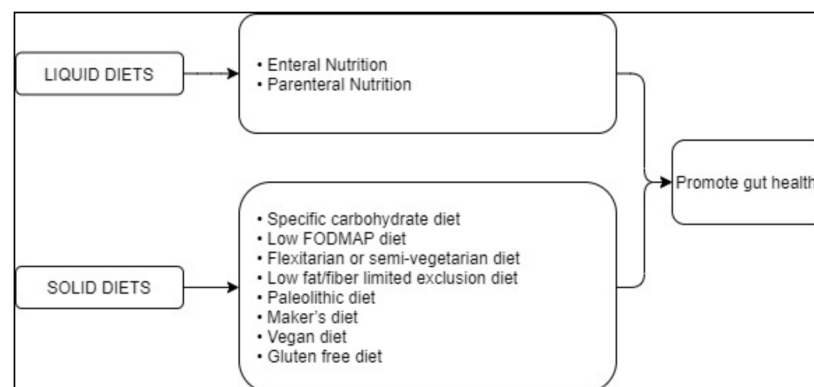 LIQUID DIETS
• Enteral Nutrition
• Parenteral Nutrition
Promote gut health
SOLID DIETS
• Specific carbohydrate diet
• Low FODMAP diet
• Flexitarian or semi-vegetarian diet
• Low fat/fiber limited exclusion diet
• Paleolithic diet
• Maker's diet
• Vegan diet
• Gluten free diet